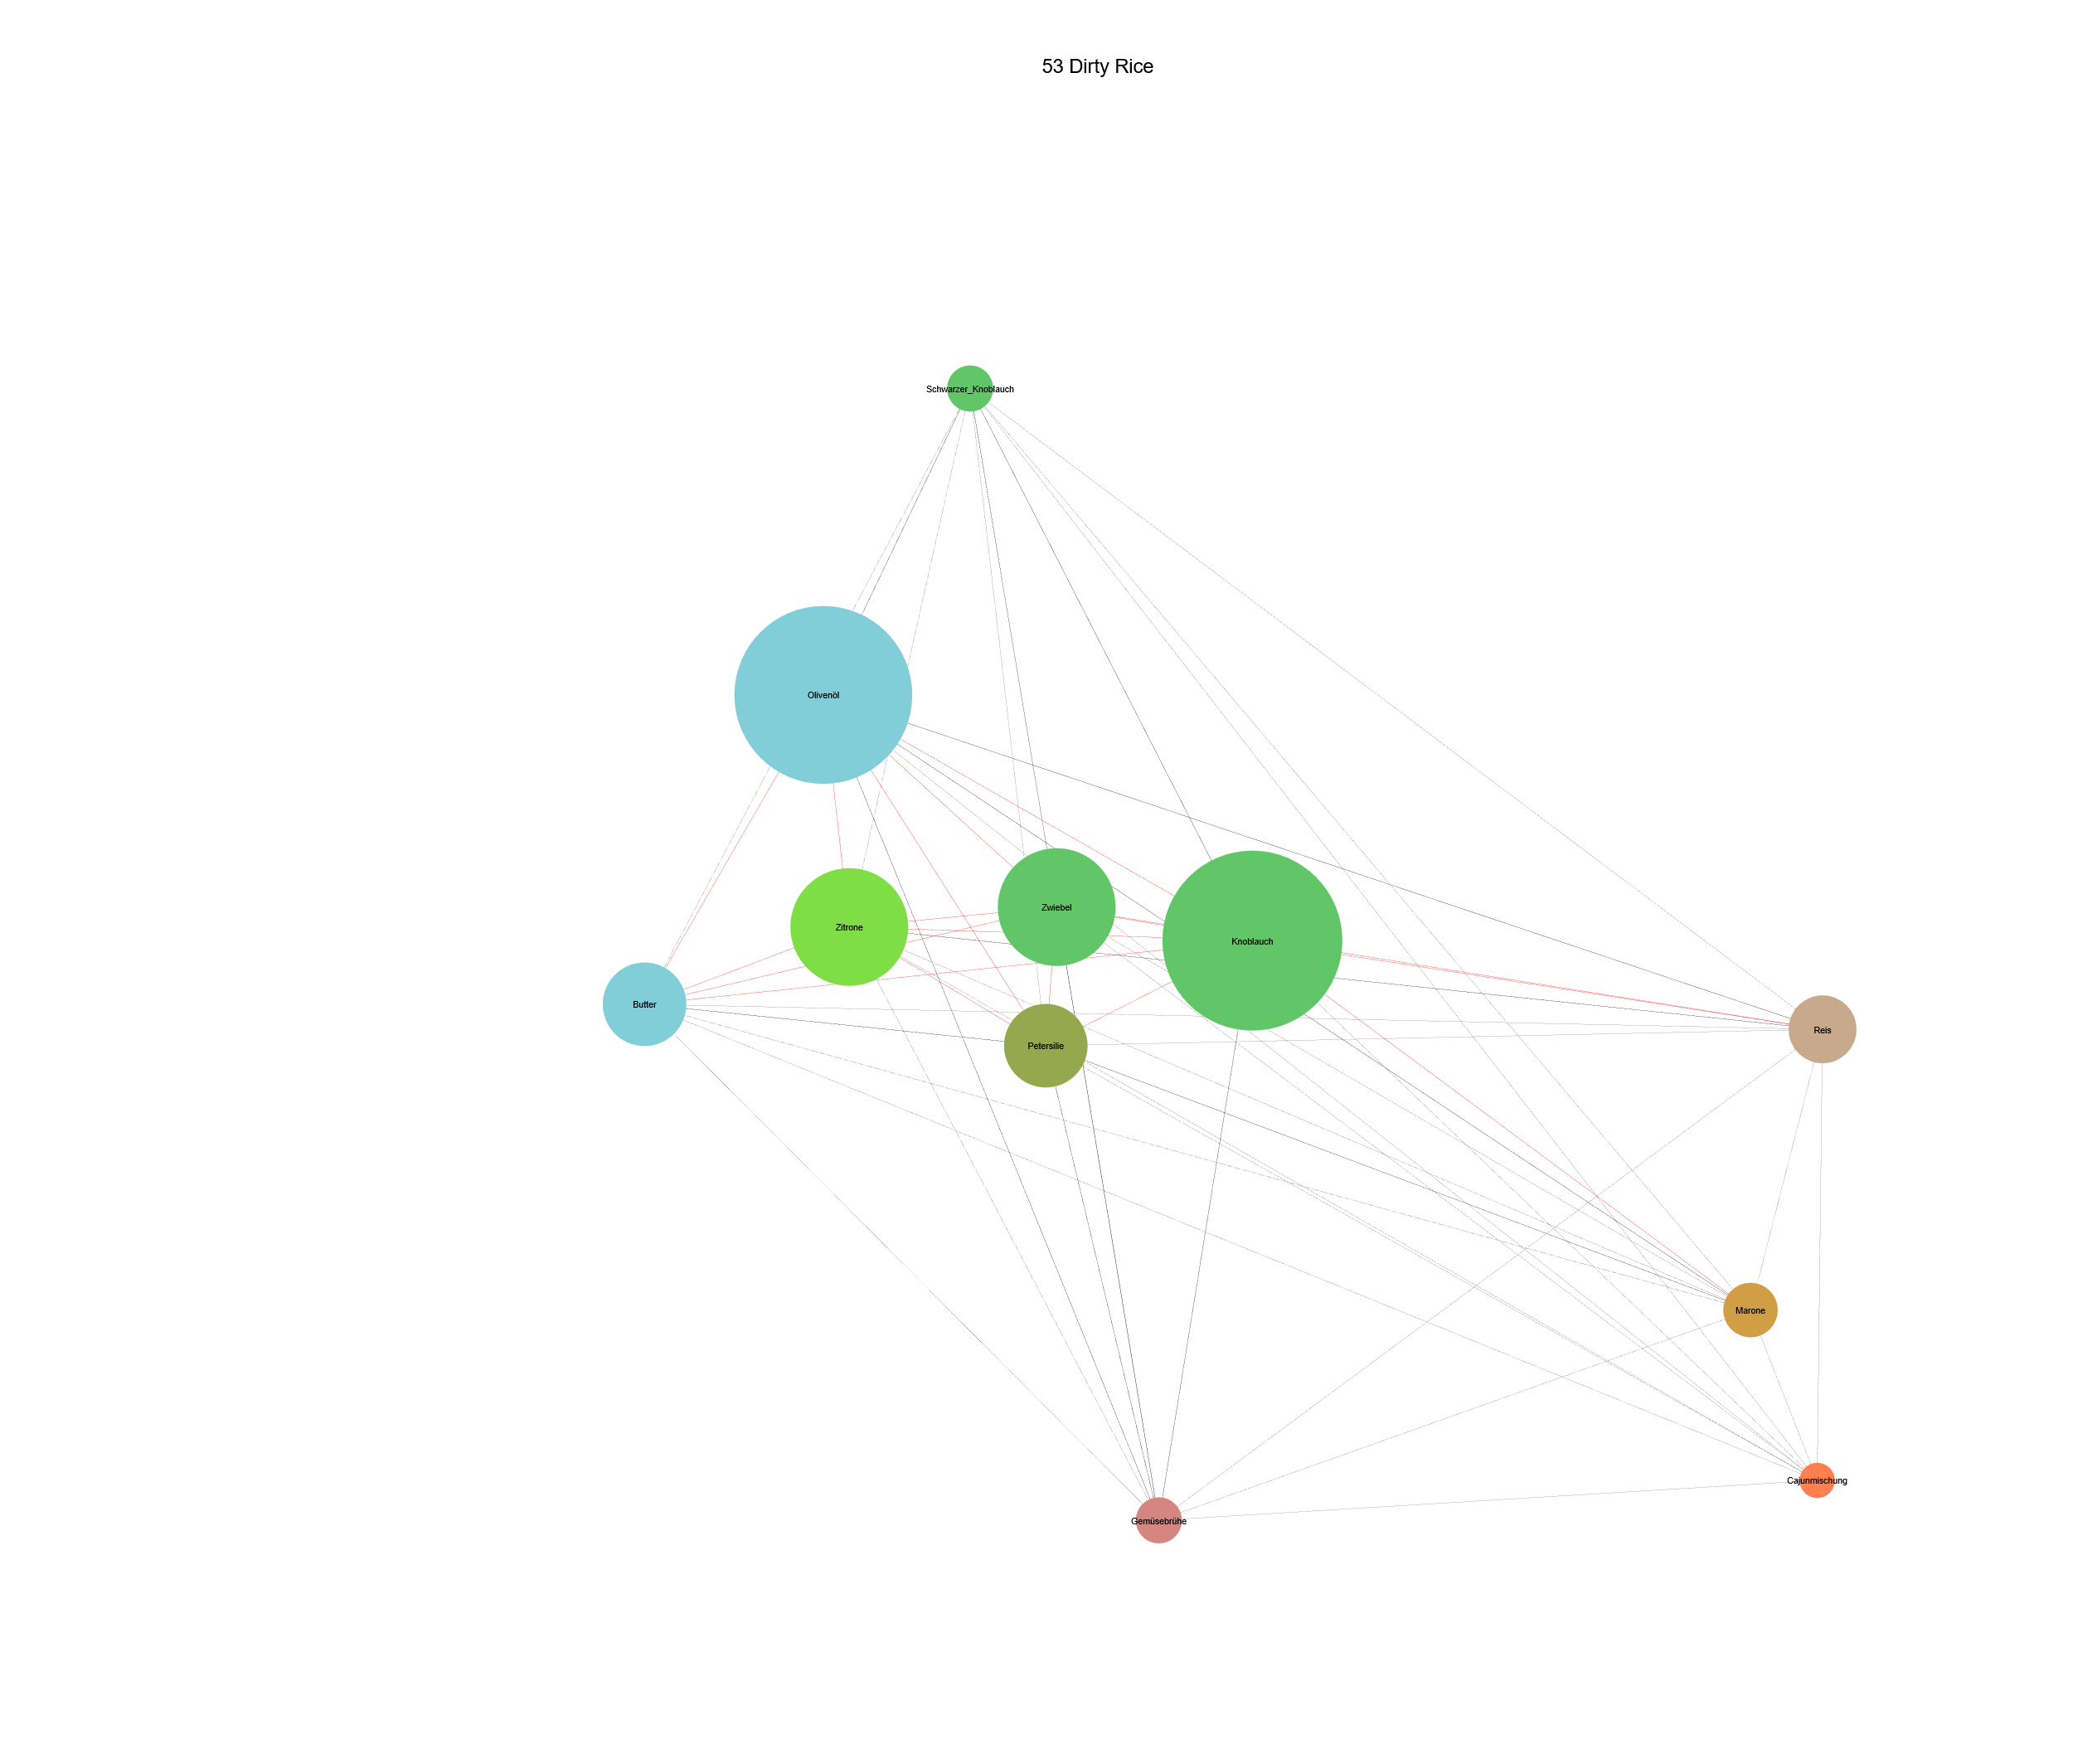 53 Dirty Rice
Schwarzer_Knoblauch
Olivenöl
Zwiebel
Zitrone
Knoblauch
Butter
Reis
Petersilie
Marone
Cajunmischung
Gemüsebrühe